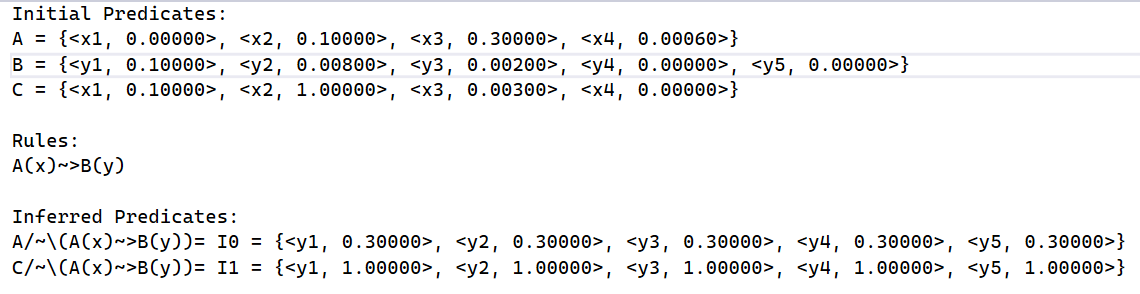 Initial Predicates:
A = {<x1, 0.00000>, <x2, 0.10000>, <x3, 0.30000>, <x4, 0.00060>}
B = {<y1, 0.10000>, <y2, 0.00800>, <y3, 0.00200>, <y4, 0.00000>, <y5, 0.00000>}
C = {<x1, 0.10000>, <x2, 1.00000>, <x3, 0.00300>, <x4, 0.00000>}
Rules:
A(x)~>B(y)
Inferred Predicates:
A/~\(A(x)~>B(y))= I0 = {<y1, 0.30000>, <y2, 0.30000>, <y3, 0.30000>, <y4, 0.30000>, <y5, 0.30000>}
C/~\(A(x)~>B(y))= I1 = {<y1, 1.00000>, <y2, 1.00000>, <y3, 1.00000>, <y4, 1.00000>, <y5, 1.00000>}